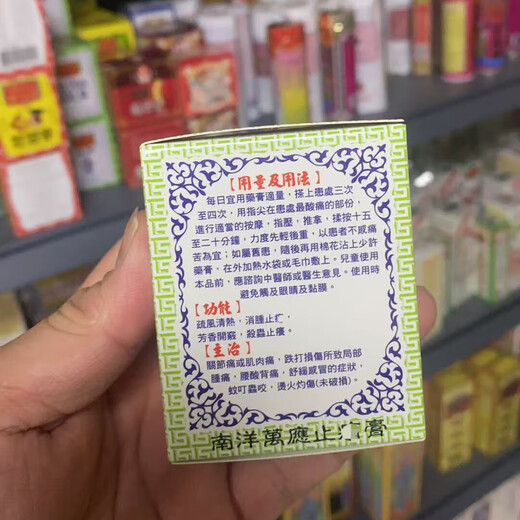 【用量及用法】
每日宜用藥膏適量，搽上患處三次
至四次，用指尖在患處最酸痛的部份，
進行適當的按摩，指壓，推拿，揉按十五
至二十分鐘，力度先輕後重，以患者不感痛
苦為宜；如屬舊患，隨後再用棉花沾上少許
藥膏，在外加熱水袋或毛巾敷上。兒童使用
本品前，應諮詢中醫師或醫生意見。使用時
避免觸及眼睛及黏膜。
【功能】
疏風清熱，消腫止
芳香開竅，殺蟲止癢。
【主治】
關節痛或肌肉痛，跌打損傷所致局部
腫痛，腰酸背痛，舒緩感冒的症狀，
蚊叮蟲咬，燙火灼傷(未破損)。
南洋萬應止膏